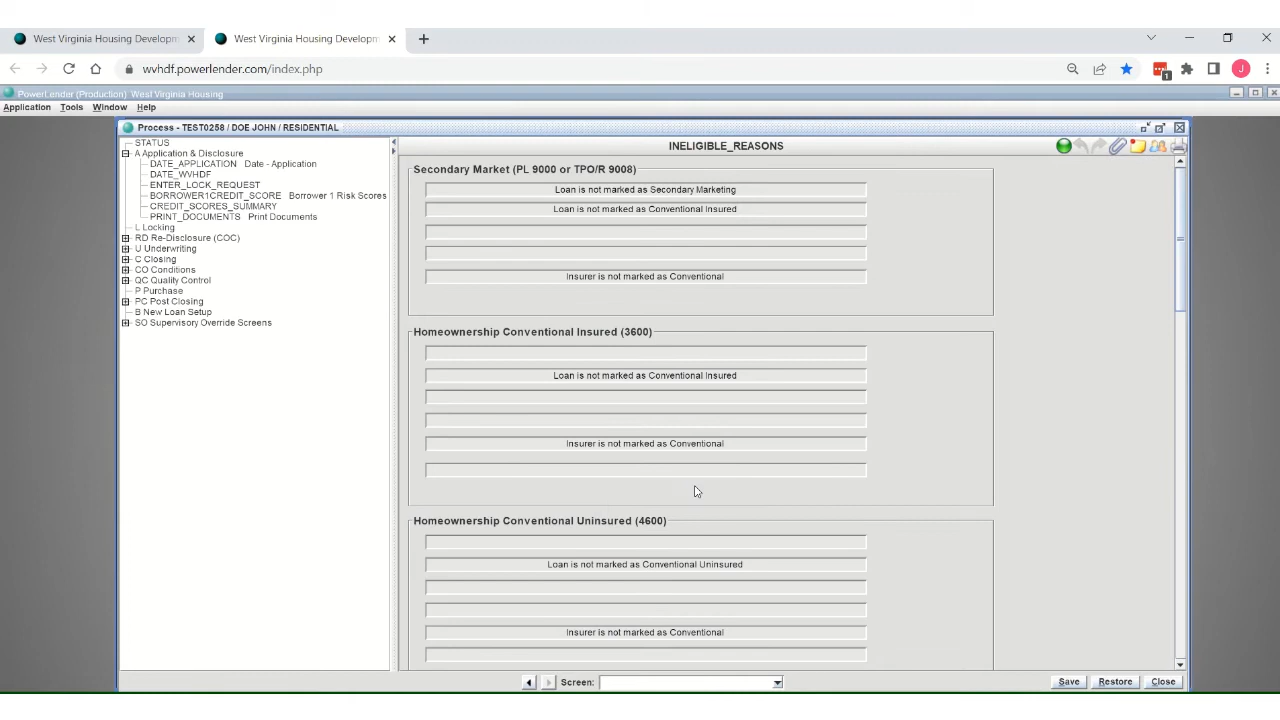 West Virginia Housing Developm
West Virginia Housing Developm
wvhdf.powerlender.com/index.php
1
J
PowerLender (Production) West Virginia Housing
Application Tools Window Help
Process - TEST0258 / DOE JOHN / RESIDENTIAL
STATUS
A Application & Disclosure
DATE_APPLICATION Date - Application
DATE_WVHDF
ENTER_LOCK_REQUEST
BORROWER1CREDIT_SCORE Borrower 1 Risk Scores
CREDIT_SCORES_SUMMARY
PRINT_DOCUMENTS Print Documents
L Locking
RD Re-Disclosure (COC)
U Underwriting
C Closing
CO Conditions
QC Quality Control
P Purchase
PC Post Closing
B New Loan Setup
SO Supervisory Override Screens
INELIGIBLE_REASONS
Secondary Market (PL 9000 or TPO/R 9008)
Loan is not marked as Secondary Marketing
Loan is not marked as Conventional Insured
Insurer is not marked as Conventional
Homeownership Conventional Insured (3600)
Loan is not marked as Conventional Insured
Insurer is not marked as Conventional
Homeownership Conventional Uninsured (4600)
Loan is not marked as Conventional Uninsured
Insurer is not marked as Conventional
Screen:
Save Restore Close